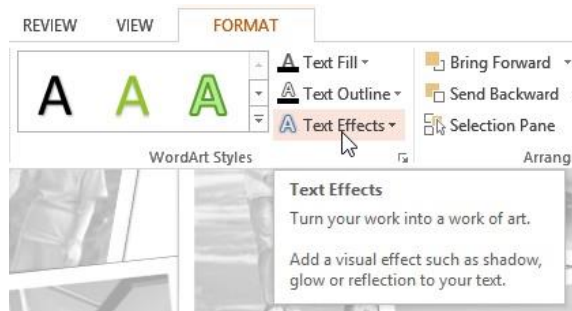 REVIEW VIEW FORMAT
A A A
Text Fill
Text Outline
Text Effects
Bring Forward
Send Backward
Selection Pane
WordArt Styles
Arrang
Text Effects
Turn your work into a work of art.
Add a visual effect such as shadow,
glow or reflection to your text.